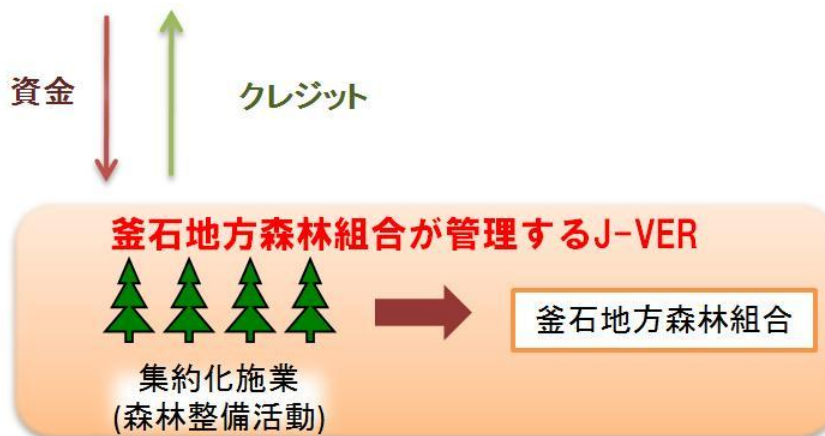 資金
クレジット
釜石地方森林組合が管理するJ-VER
釜石地方森林組合
集約化施業
(森林整備活動)